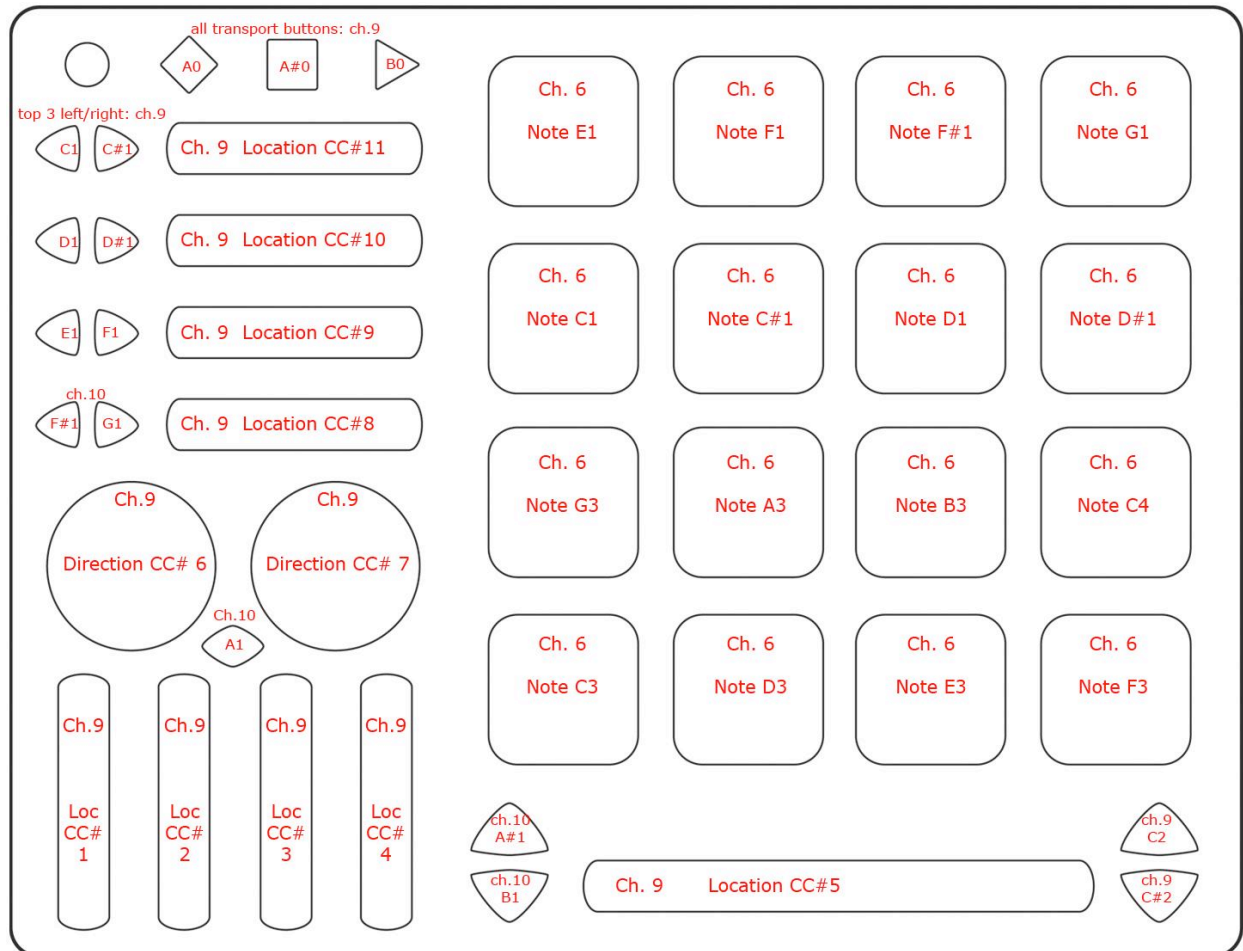 all transport buttons: ch.9
A0
A#0
B0
top 3 left/right: ch.9
C1
C#1
Ch. 9 Location CC#11
D1
D#1
Ch. 9 Location CC#10
E1
F1
Ch. 9 Location CC#9
ch.10
F#1
G1
Ch. 9 Location CC#8
Ch.9
Direction CC# 6
Ch.9
Direction CC# 7
Ch.10
A1
Ch.9
Loc
CC#
1
Ch.9
Loc
CC#
2
Ch.9
Loc
CC#
3
Ch.9
Loc
CC#
4
Ch. 6
Note E1
Ch. 6
Note F1
Ch. 6
Note F#1
Ch. 6
Note G1
Ch. 6
Note C1
Ch. 6
Note C#1
Ch. 6
Note D1
Ch. 6
Note D#1
Ch. 6
Note G3
Ch. 6
Note A3
Ch. 6
Note B3
Ch. 6
Note C4
Ch. 6
Note C3
Ch. 6
Note D3
Ch. 6
Note E3
Ch. 6
Note F3
ch.10
A#1
ch.10
B1
Ch. 9 Location CC#5
ch.9
C2
ch.9
C#2